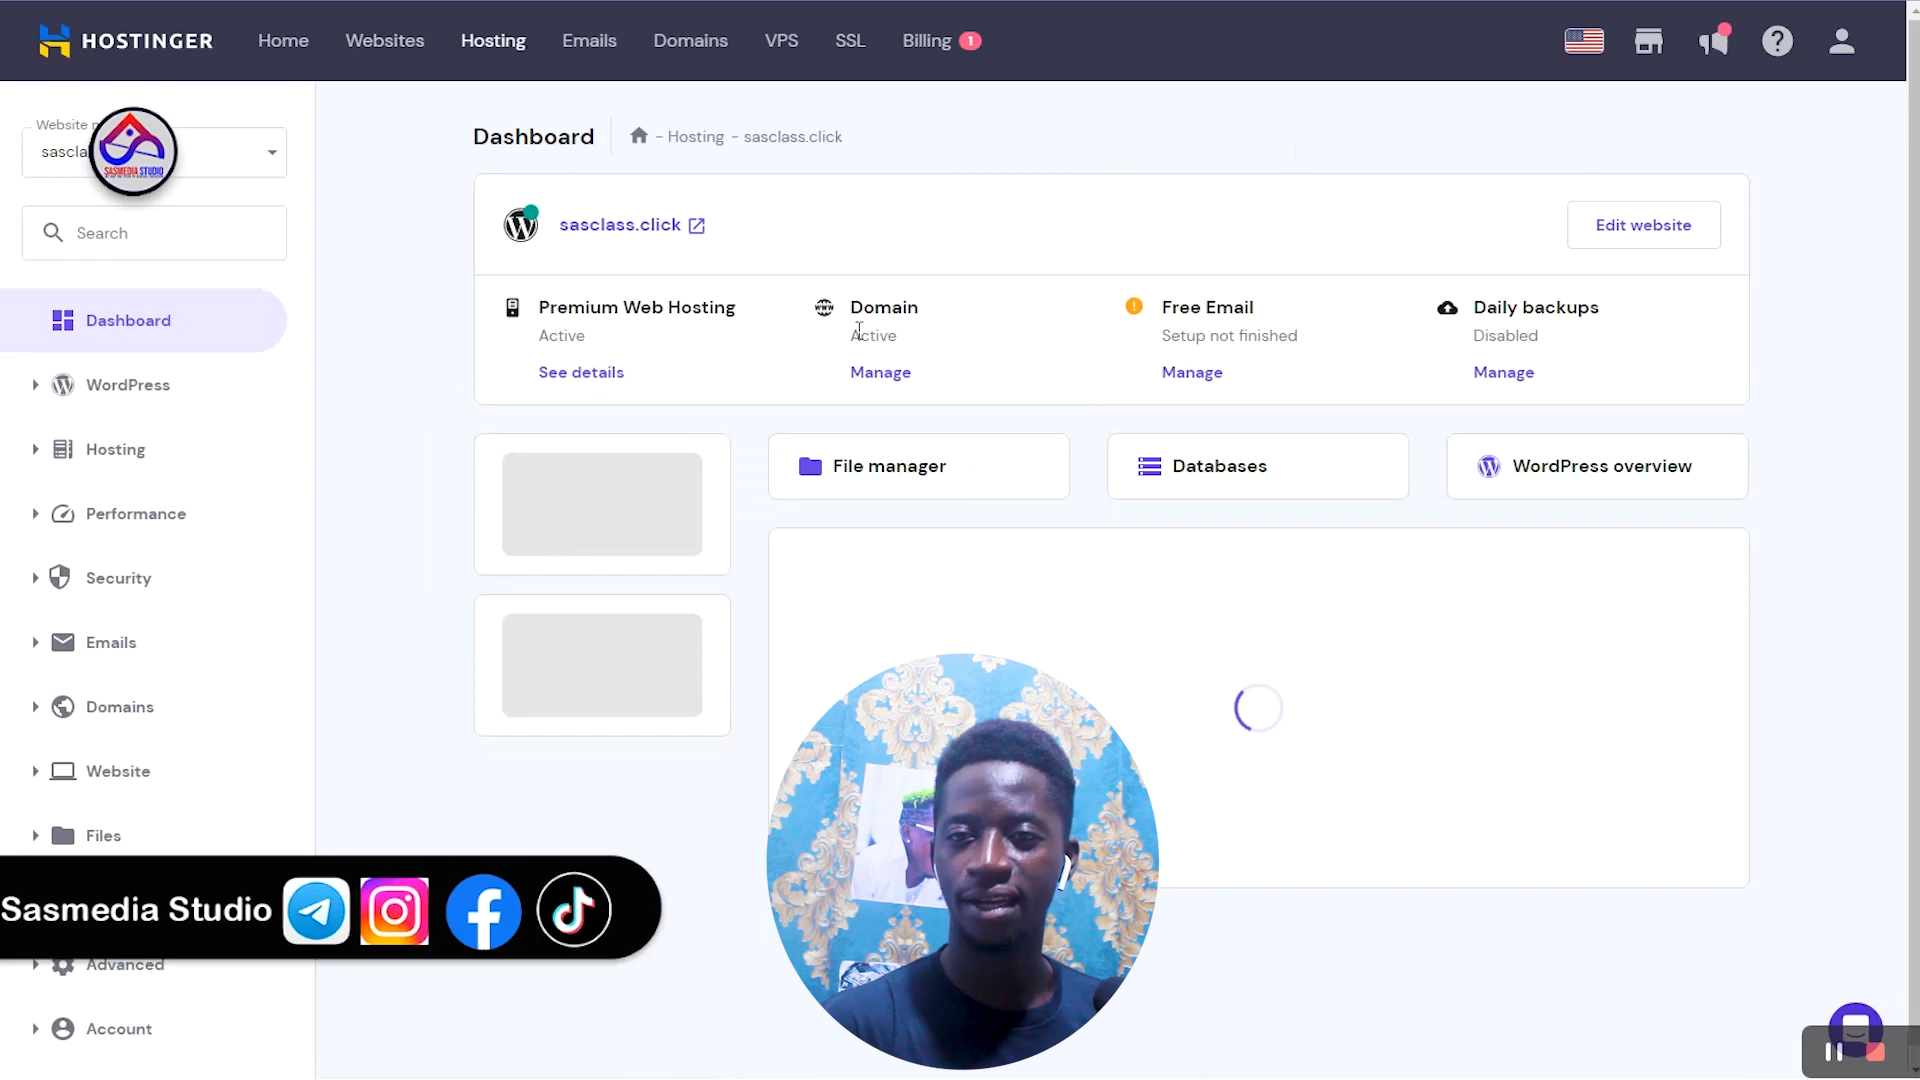 HOSTINGER Home Websites Hosting Emails Domains VPS SSL Billing 1
Website
sascla
SASMEDIA STUDIO
Search
Dashboard
WordPress
Hosting
Performance
Security
Emails
Domains
Website
Files
Sasmedia Studio
Advanced
Account
Dashboard - Hosting - sasclass.click
sasclass.click
Edit website
Premium Web Hosting
Active
See details
Domain
Active
Manage
Free Email
Setup not finished
Manage
Daily backups
Disabled
Manage
File manager
Databases
WordPress overview